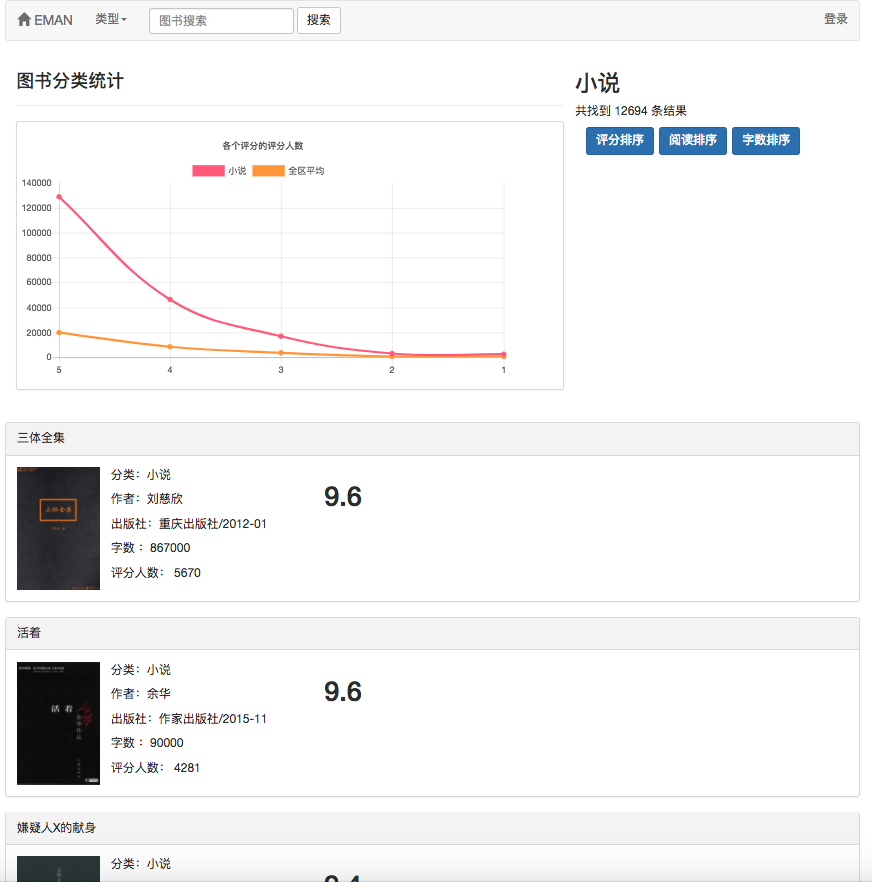 EMAN 类型 图书搜索 搜索 登录
图书分类统计
小说
共找到 12694 条结果
评分排序 阅读排序 字数排序
各个评分的评分人数
小说 全区平均
140000
120000
100000
80000
60000
40000
20000
0
5 4 3 2 1
三体全集
三体全集
分类：小说
作者：刘慈欣
出版社：重庆出版社/2012-01
字数： 867000
评分人数： 5670
9.6
活着
活着
分类：小说
作者：余华
出版社：作家出版社/2015-11
字数： 90000
评分人数： 4281
9.6
嫌疑人X的献身
分类：小说